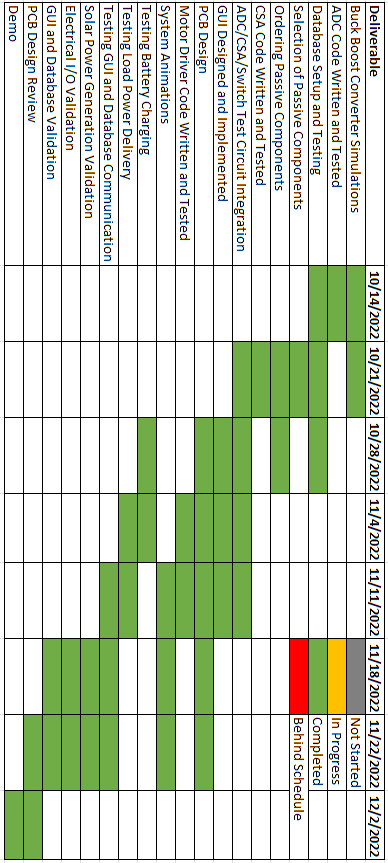 Deliverable 10/14/2022 10/21/2022 10/28/2022 11/4/2022 11/11/2022 11/18/2022 11/22/2022 12/2/2022
Buck Boost Converter Simulations Not Started
ADC Code Written and Tested In Progress
Database Setup and Testing Completed
Selection of Passive Components Behind Schedule
Ordering Passive Components
CSA Code Written and Tested
ADC/CSA/Switch Test Circuit Integration
GUI Designed and Implemented
PCB Design
Motor Driver Code Written and Tested
System Animations
Testing Battery Charging
Testing Load Power Delivery
Testing GUI and Database Communication
Solar Power Generation Validation
Electrical I/O Validation
GUI and Database Validation
PCB Design Review
Demo